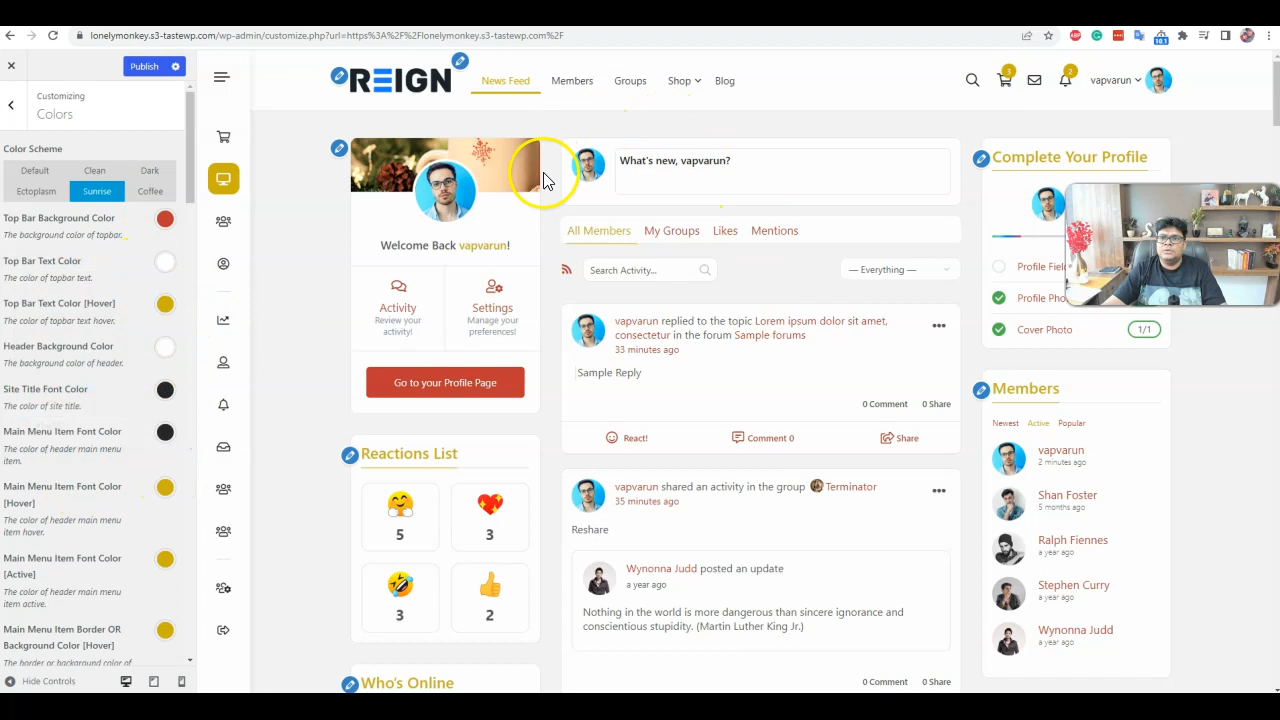 lonelymonkey.s3-tastewp.com/wp-admin/customize.php?url=https%3A%2F%2Flonelymonkey.s3-tastewp.com%2F
10.1
Publish
Customizing
Colors
Color Scheme
Default Clean Dark
Ectoplasm Sunrise Coffee
Top Bar Background Color
The background color of topbar.
Top Bar Text Color
The color of topbar text.
Top Bar Text Color [Hover]
The color of topbar text hover.
Header Background Color
The background color of header.
Site Title Font Color
The color of site title.
Main Menu Item Font Color
The color of header main menu
item.
Main Menu Item Font Color
[Hover]
The color of header main menu
item hover.
Main Menu Item Font Color
[Active]
The color of header main menu
item active.
Main Menu Item Border OR
Background Color [Hover]
The border or background color of
Hide Controls
REIGN
News Feed Members Groups Shop Blog
3
2
vapvarun
Welcome Back vapvarun!
Activity
Review your
activity!
Settings
Manage your
preferences!
Go to your Profile Page
Reactions List
5
3
3
2
Who's Online
What's new, vapvarun?
All Members My Groups Likes Mentions
Search Activity...
— Everything —
vapvarun replied to the topic Lorem ipsum dolor sit amet,
consectetur in the forum Sample forums
33 minutes ago
Sample Reply
0 Comment 0 Share
React! Comment 0 Share
vapvarun shared an activity in the group Terminator
35 minutes ago
Reshare
Wynonna Judd posted an update
a year ago
Nothing in the world is more dangerous than sincere ignorance and
conscientious stupidity. (Martin Luther King Jr.)
0 Comment 0 Share
Complete Your Profile
Profile Field
Profile Pho
Cover Photo 1/1
Members
Newest Active Popular
vapvarun
2 minutes ago
Shan Foster
5 months ago
Ralph Fiennes
a year ago
Stephen Curry
a year ago
Wynonna Judd
a year ago